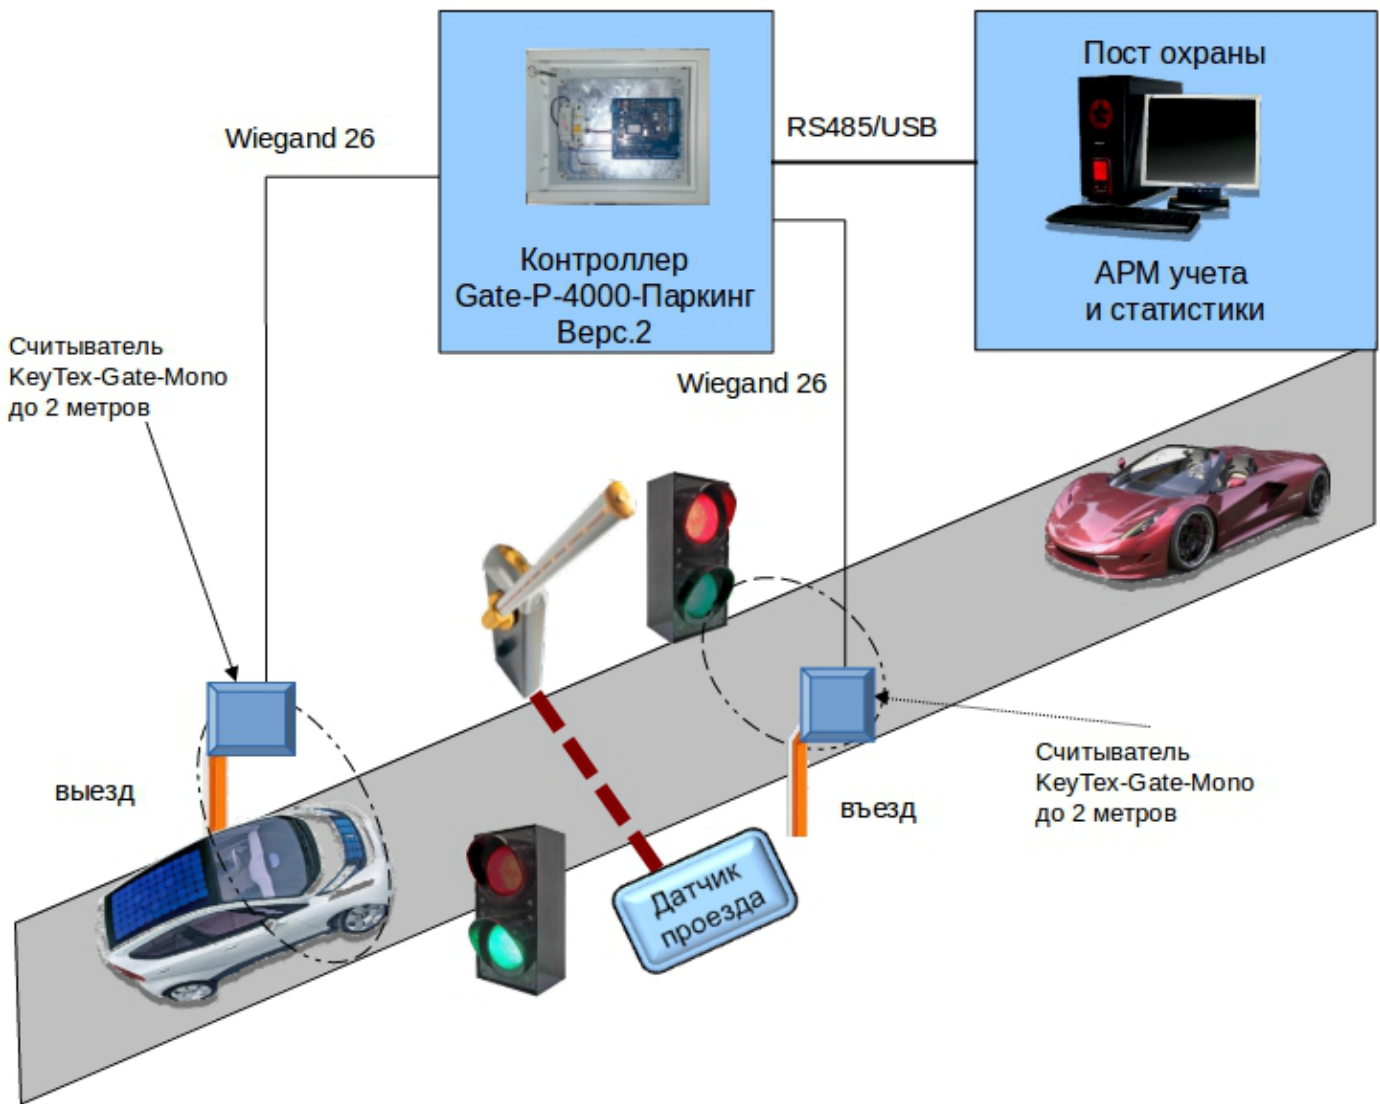 Пост охраны
RS485/USB
Wiegand 26
Контроллер
Gate-P-4000-Паркинг
Верс.2
АРМ учета
и статистики
Считыватель
KeyTex-Gate-Mono
до 2 метров
Wiegand 26
выезд
въезд
Считыватель
KeyTex-Gate-Mono
до 2 метров
Датчик
проезда